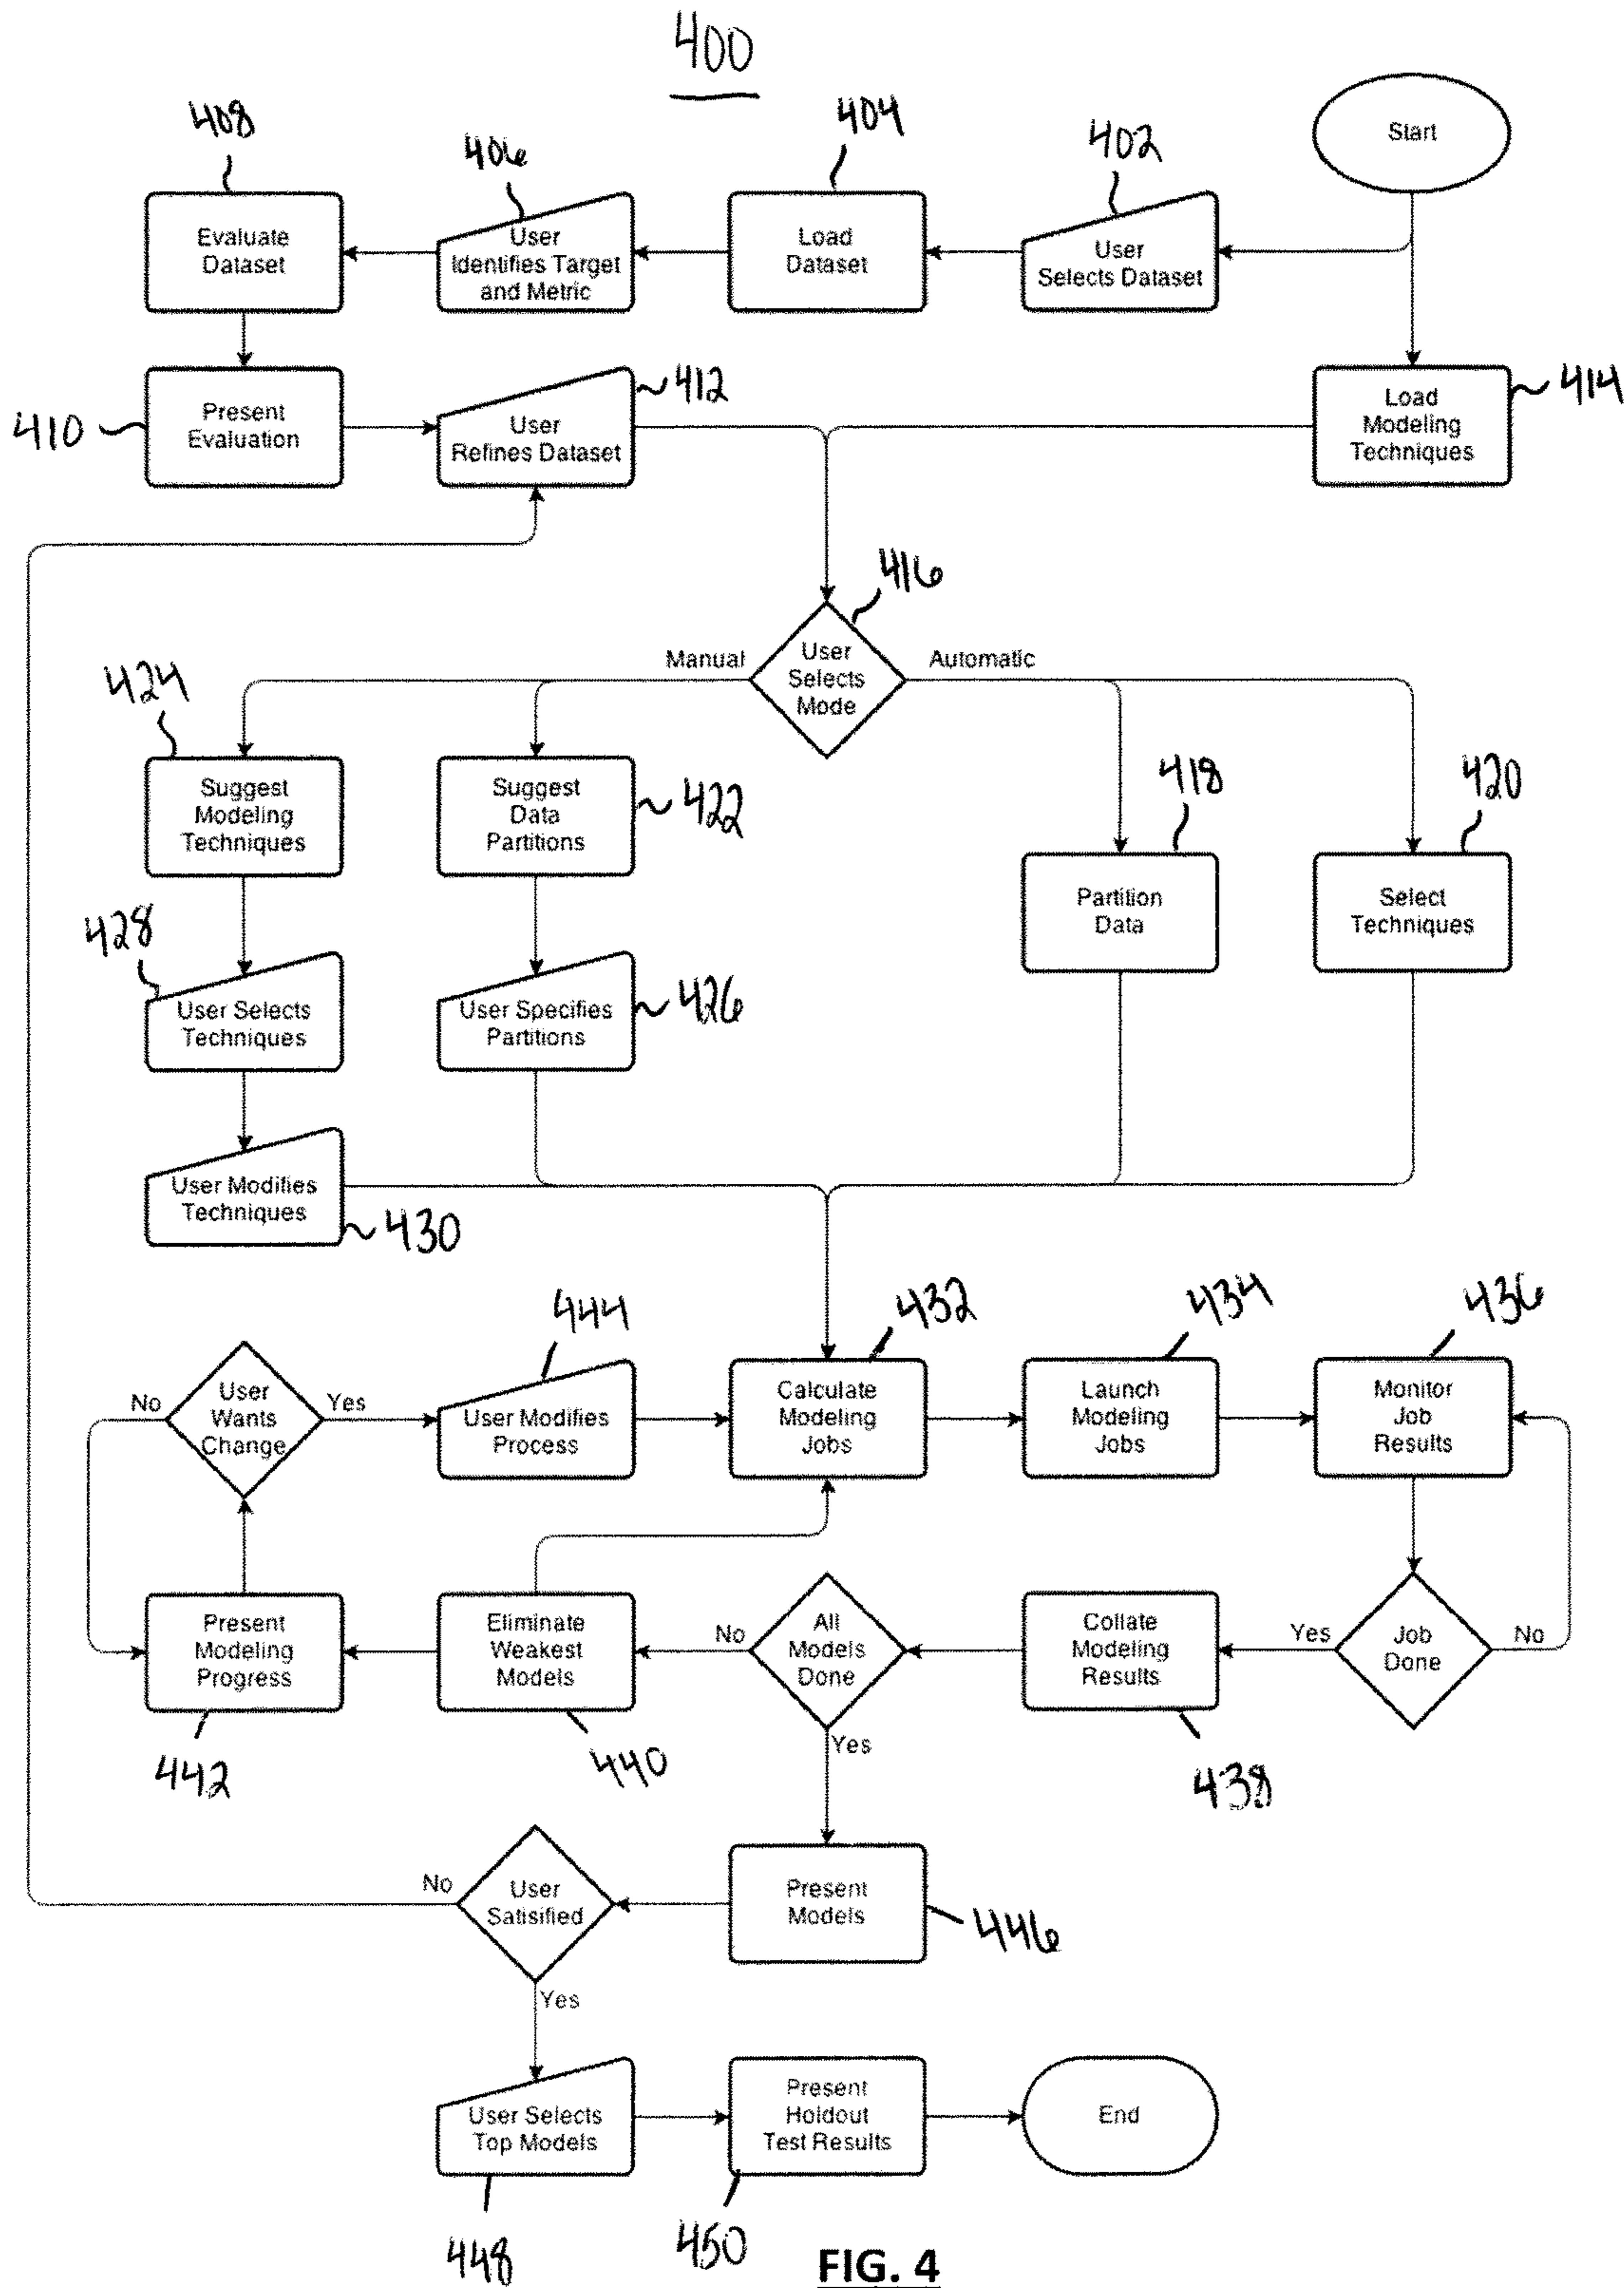 400
408
406
404
402
Start
Evaluate
Dataset
User
Identifies Target
and Metric
Load
Dataset
User
Selects Dataset
410
Present
Evaluation
User
Refines Dataset
412
Load
Modeling
Techniques
414
416
User
Selects
Mode
Manual
Automatic
424
Suggest
Modeling
Techniques
Suggest
Data
Partitions
422
418
Partition
Data
420
Select
Techniques
428
User Selects
Techniques
User Specifies
Partitions
426
User Modifies
Techniques
430
User
Wants
Change
No
Yes
444
User Modifies
Process
432
Calculate
Modeling
Jobs
434
Launch
Modeling
Jobs
436
Monitor
Job
Results
Present
Modeling
Progress
442
Eliminate
Weakest
Models
440
No
All
Models
Done
Yes
Collate
Modeling
Results
438
Yes
Job
Done
No
No
User
Satisified
Yes
Present
Models
446
User Selects
Top Models
448
Present
Holdout
Test Results
450
End
FIG. 4